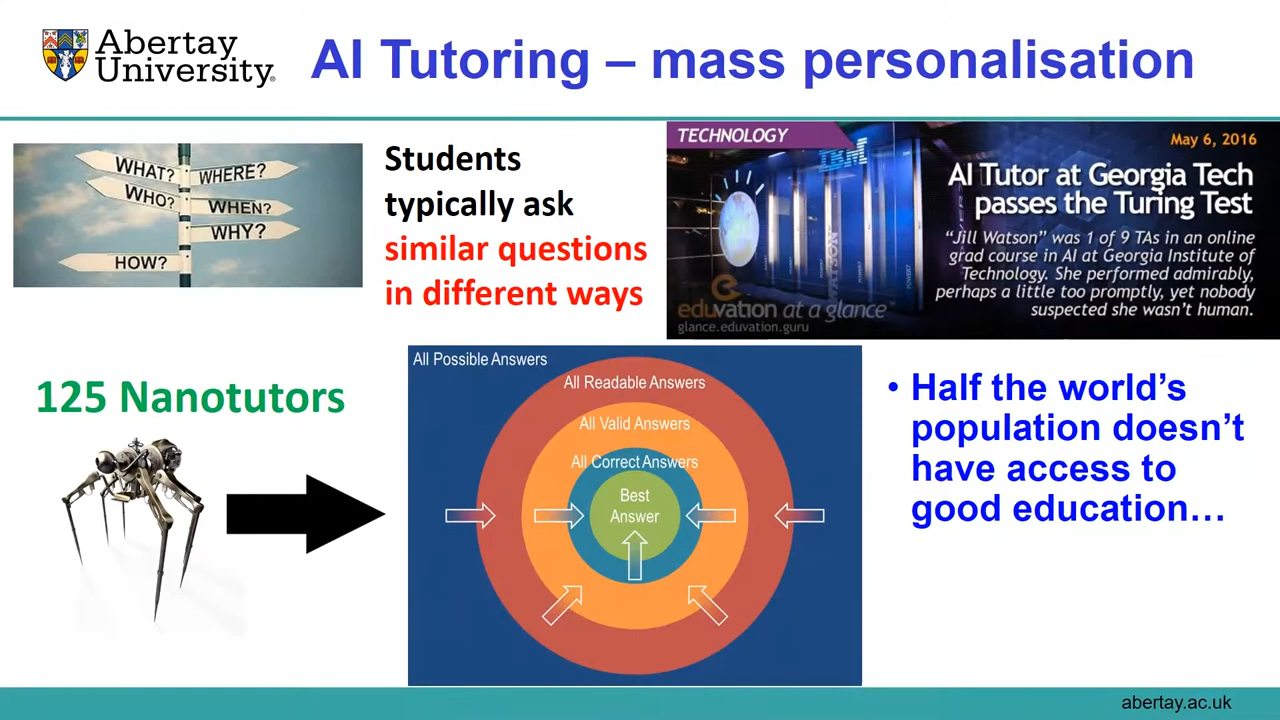 Abertay
University
AI Tutoring – mass personalisation
WHAT?
WHERE?
WHO?
WHEN?
WHY?
HOW?
Students
typically ask
similar questions
in different ways
TECHNOLOGY
May 6, 2016
IBM
WATSON
AI Tutor at Georgia Tech
passes the Turing Test
"Jill Watson" was 1 of 9 TAs in an online
grad course in AI at Georgia Institute of
Technology. She performed admirably,
perhaps a little too promptly, yet nobody
suspected she wasn't human.
eduvation at a glance™
glance.eduvation.guru
125 Nanotutors
All Possible Answers
All Readable Answers
All Valid Answers
All Correct Answers
Best
Answer
• Half the world's
population doesn't
have access to
good education…
abertay.ac.uk